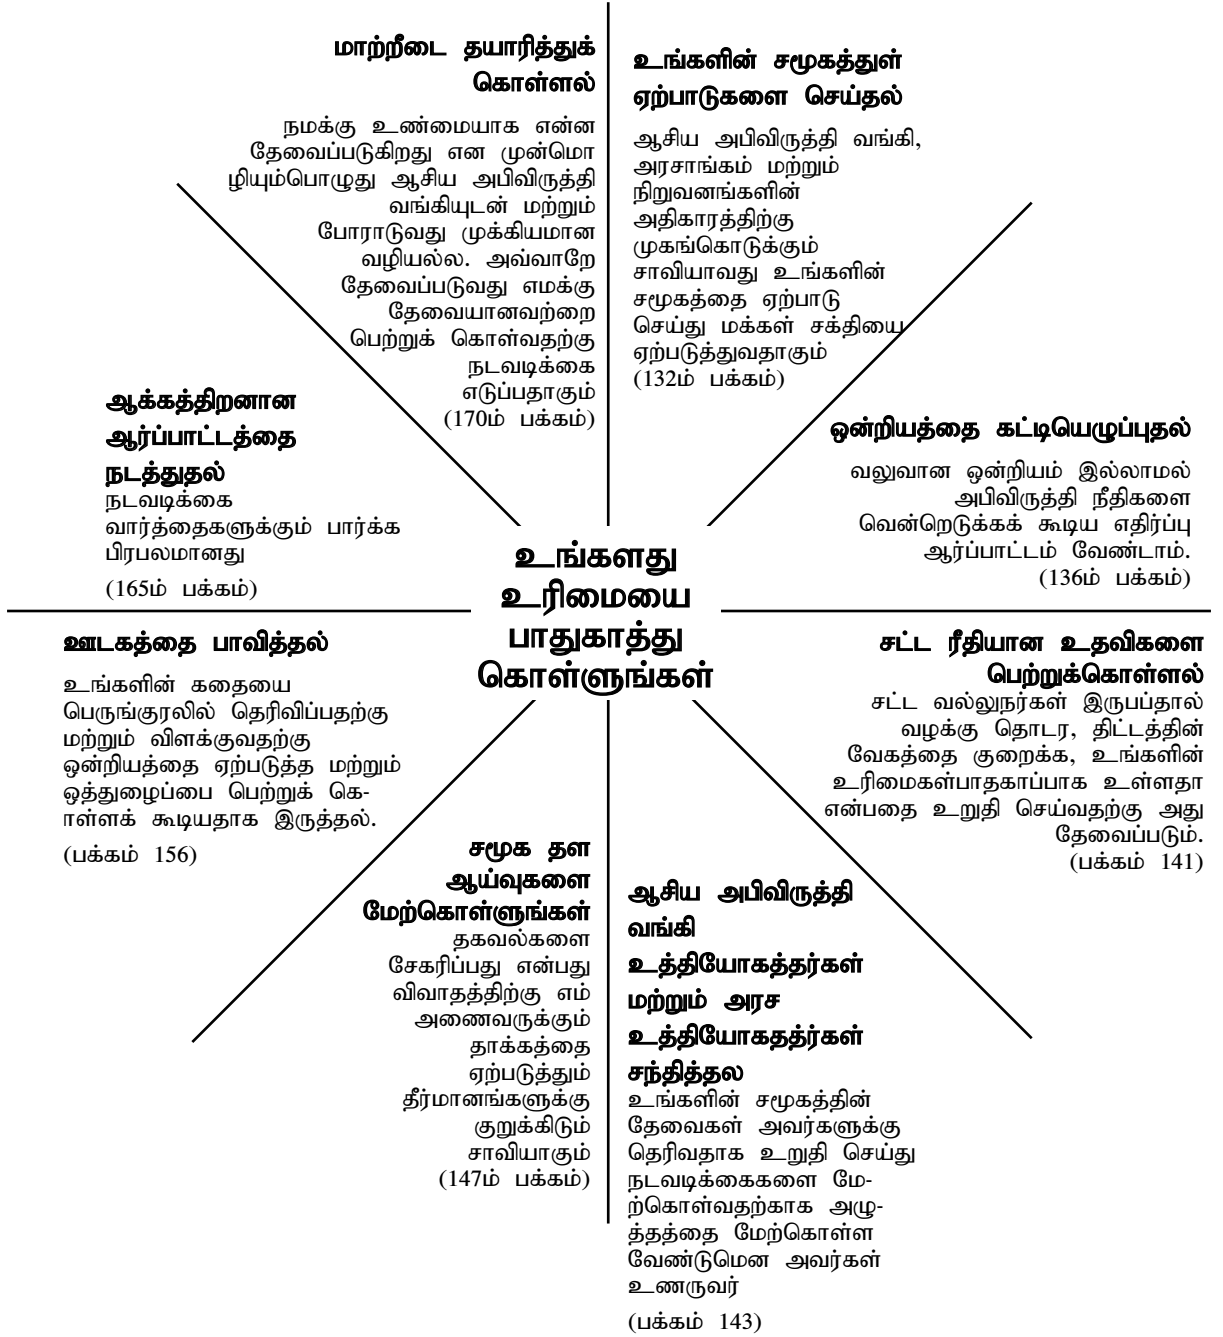 மாற்றீடை தயாரித்துக்
கொள்ளல்
நமக்கு உண்மையாக என்ன
தேவைப்படுகிறது என முன்மொ
ழியும்பொழுது ஆசிய அபிவிருத்தி
வங்கியுடன் மற்றும்
போராடுவது முக்கியமான
வழியல்ல. அவ்வாறே
தேவைப்படுவது எமக்கு
தேவையானவற்றை
பெற்றுக் கொள்வதற்கு
நடவடிக்கை
எடுப்பதாகும்
(170ம் பக்கம்)
உங்களின் சமூகத்துள்
ஏற்பாடுகளை செய்தல்
ஆசிய அபிவிருத்தி வங்கி,
அரசாங்கம் மற்றும்
நிறுவனங்களின்
அதிகாரத்திற்கு
முகங்கொடுக்கும்
சாவியாவது உங்களின்
சமூகத்தை ஏற்பாடு
செய்து மக்கள் சக்தியை
ஏற்படுத்துவதாகும்
(132ம் பக்கம்)
ஒன்றியத்தை கட்டியெழுப்புதல்
வலுவான ஒன்றியம் இல்லாமல்
அபிவிருத்தி நீதிகளை
வென்றெடுக்கக் கூடிய எதிர்ப்பு
ஆர்ப்பாட்டம் வேண்டாம்.
(136ம் பக்கம்)
ஆக்கத்திறனான
ஆர்ப்பாட்டத்தை
நடத்துதல்
நடவடிக்கை
வார்த்தைகளுக்கும் பார்க்க
பிரபலமானது
(165ம் பக்கம்)
உங்களது
உரிமையை
பாதுகாத்து
கொள்ளுங்கள்
ஊடகத்தை பாவித்தல்
உங்களின் கதையை
பெருங்குரலில் தெரிவிப்பதற்கு
மற்றும் விளக்குவதற்கு
ஒன்றியத்தை ஏற்படுத்த மற்றும்
ஒத்துழைப்பை பெற்றுக் கெ-
ாள்ளக் கூடியதாக இருத்தல்.
(பக்கம் 156)
சட்ட ரீதியான உதவிகளை
பெற்றுக்கொள்ளல்
சட்ட வல்லுநர்கள் இருபப்தால்
வழக்கு தொடர, திட்டத்தின்
வேகத்தை குறைக்க, உங்களின்
உரிமைகள்பாதகாப்பாக உள்ளதா
என்பதை உறுதி செய்வதற்கு அது
தேவைப்படும்.
(பக்கம் 141)
சமூக தள
ஆய்வுகளை
மேற்கொள்ளுங்கள்
தகவல்களை
சேகரிப்பது என்பது
விவாதத்திற்கு எம்
அணைவருக்கும்
தாக்கத்தை
ஏற்படுத்தும்
தீர்மானங்களுக்கு
குறுக்கிடும்
சாவியாகும்
(147ம் பக்கம்)
ஆசிய அபிவிருத்தி
வங்கி
உத்தியோகத்தர்கள்
மற்றும் அரச
உத்தியோகதத்ர்கள்
சந்தித்தல
உங்களின் சமூகத்தின்
தேவைகள் அவர்களுக்கு
தெரிவதாக உறுதி செய்து
நடவடிக்கைகளை மே-
ற்கொள்வதற்காக அழு-
த்தத்தை மேற்கொள்ள
வேண்டுமென அவர்கள்
உணருவர்
(பக்கம் 143)